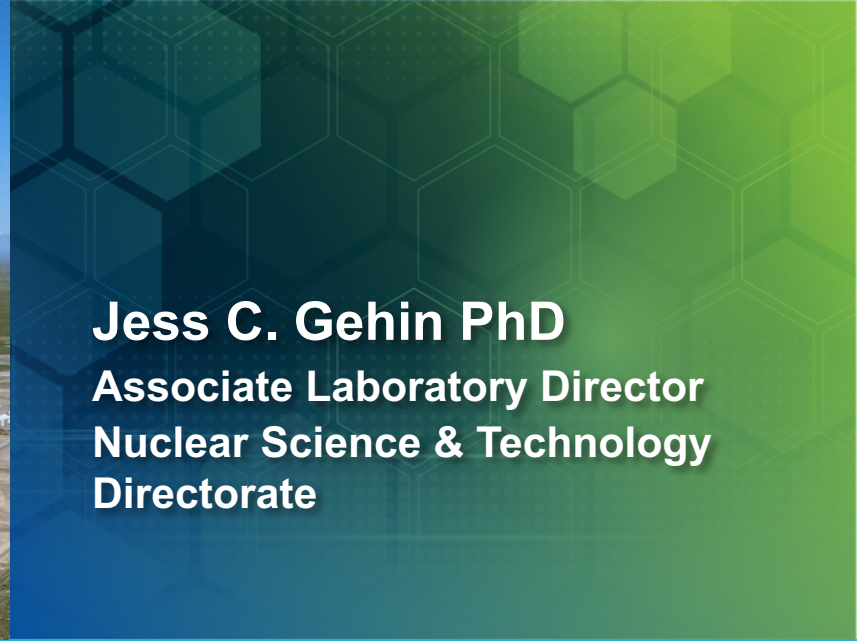 Jess C. Gehin PhD
Associate Laboratory Director
Nuclear Science & Technology
Directorate